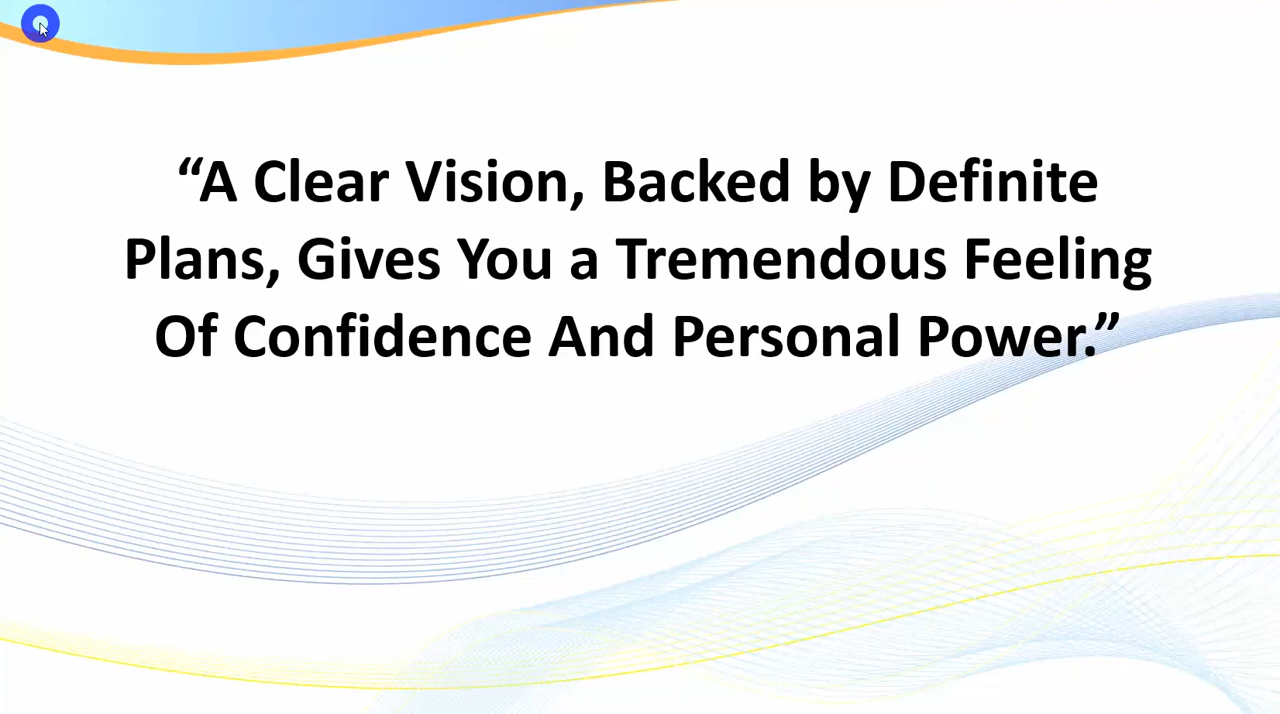 “A Clear Vision, Backed by Definite
Plans, Gives You a Tremendous Feeling
Of Confidence And Personal Power.”